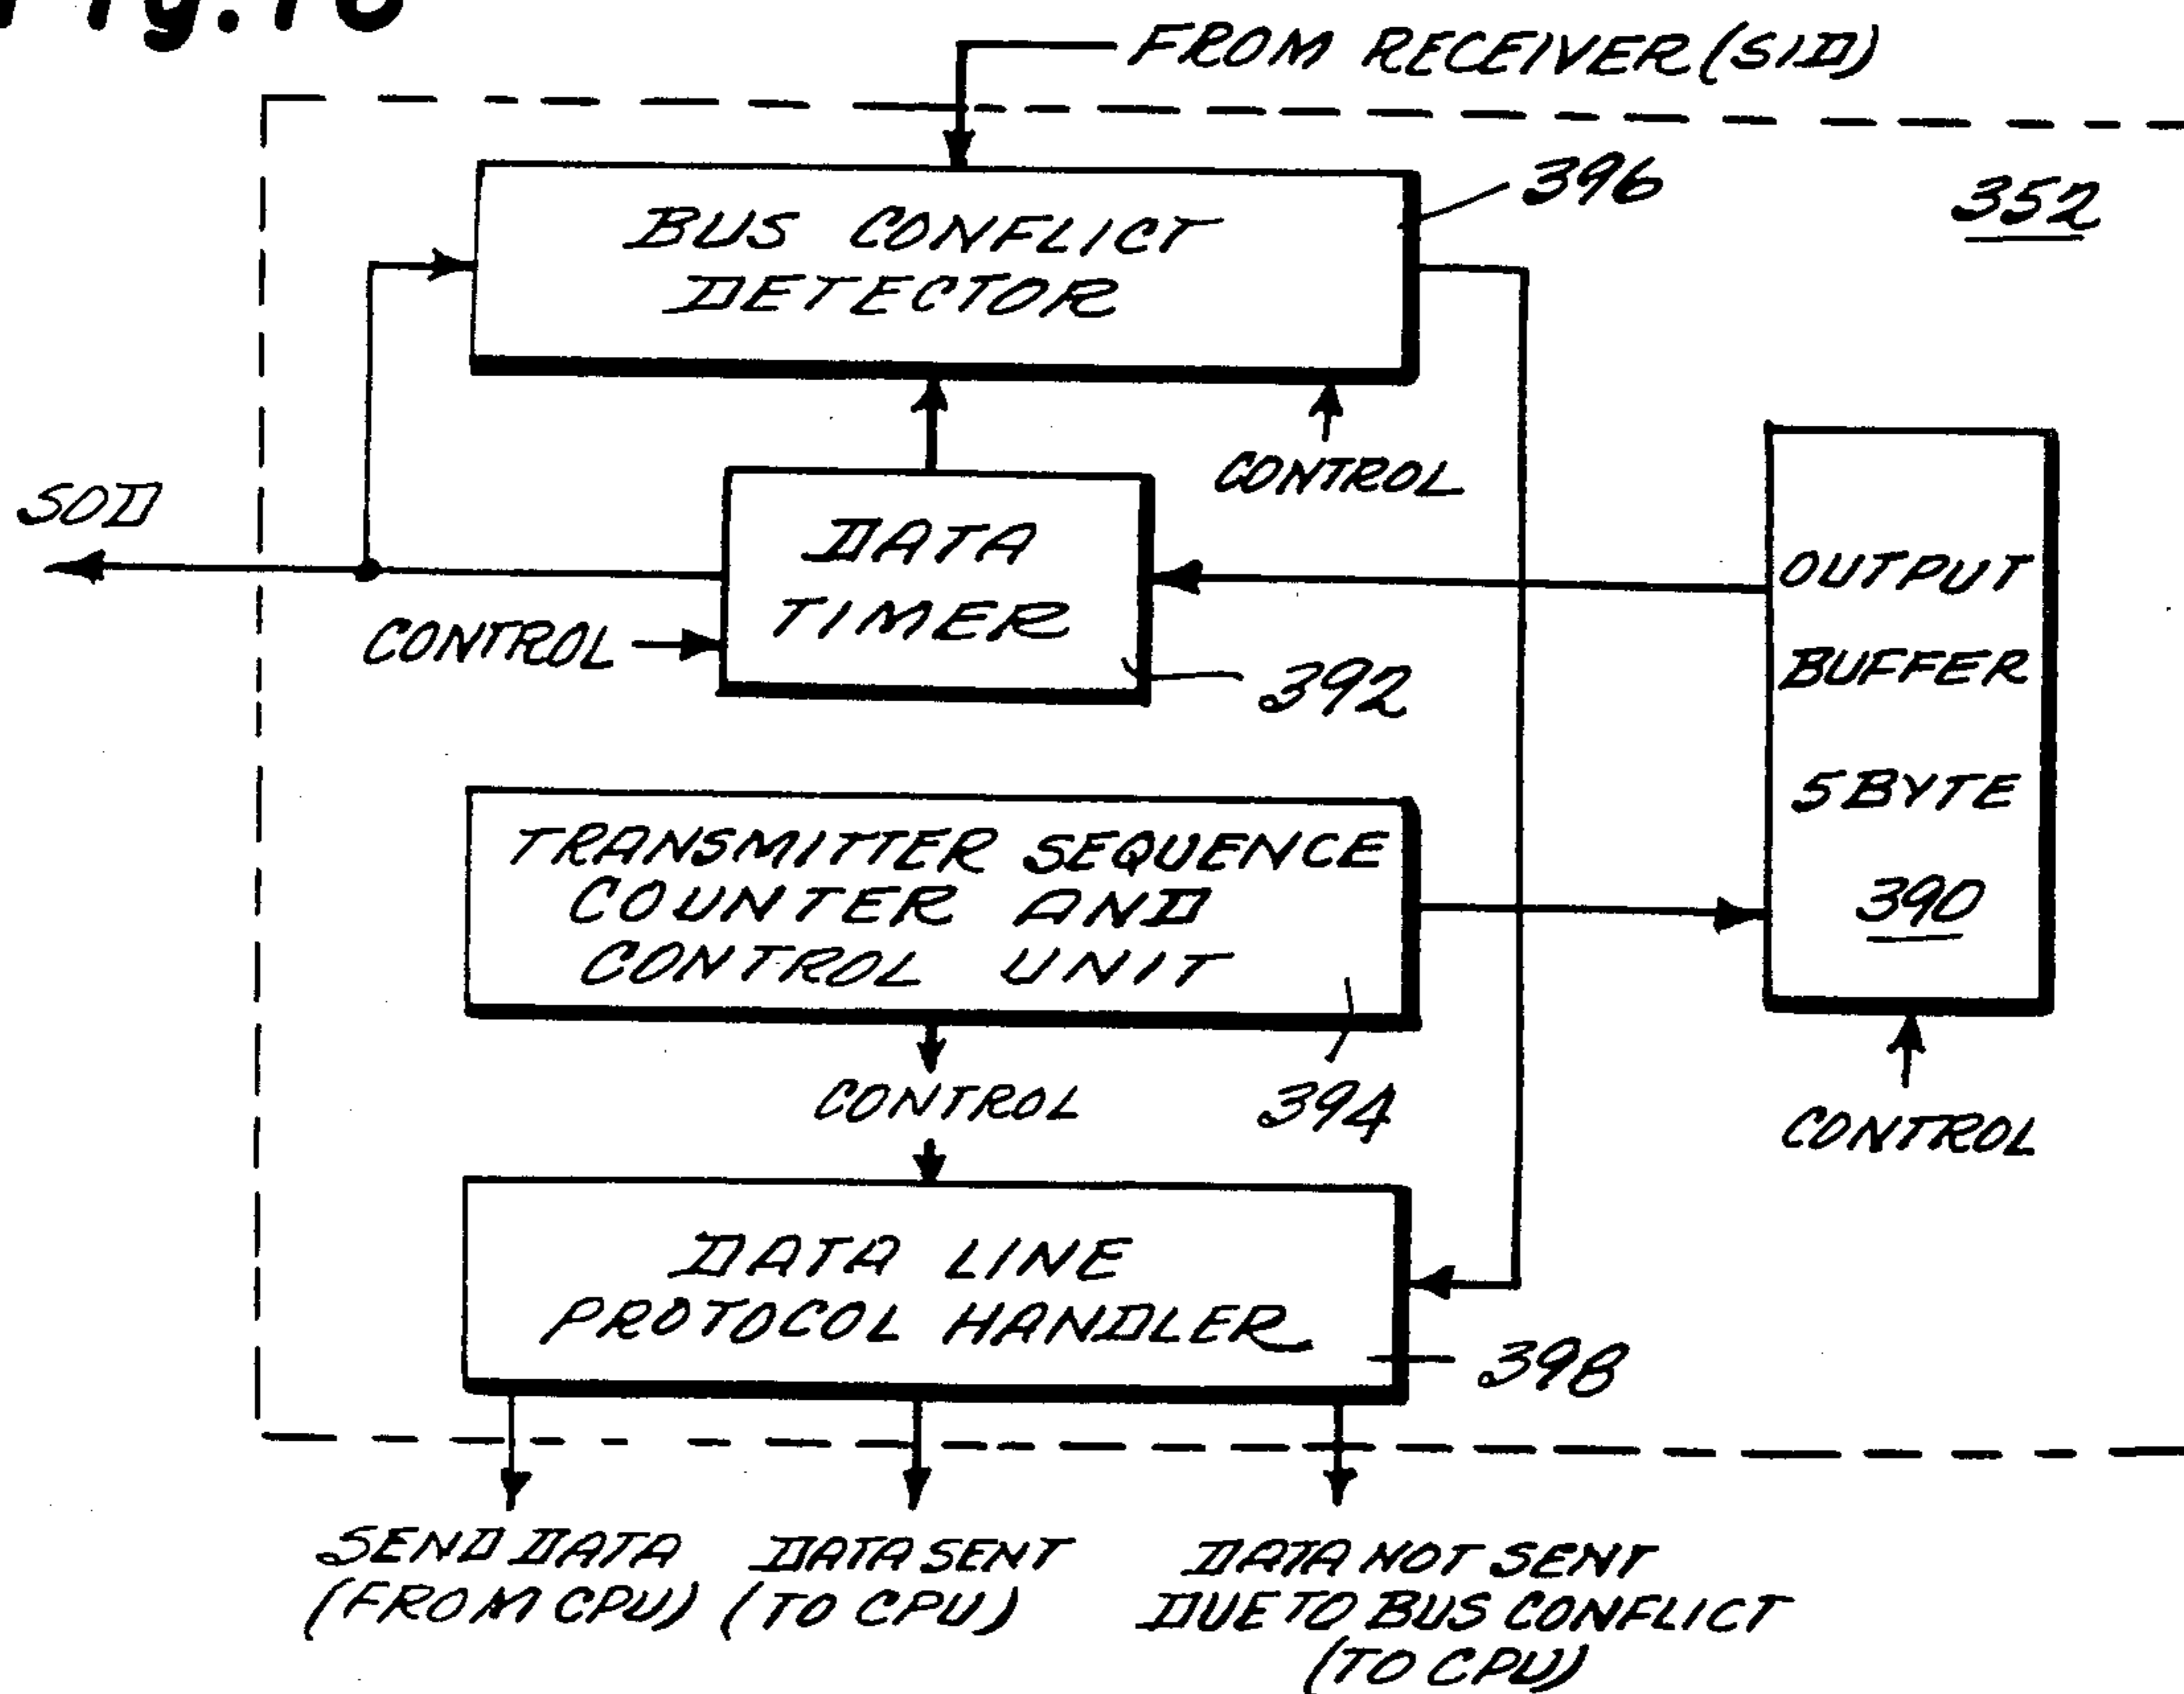 FROM RECEIVER (SID)
396
352
BUS CONFLICT
DETECTOR
CONTROL
SOD
DATA
TIMER
CONTROL
392
OUTPUT
BUFFER
5 BYTE
390
TRANSMITTER SEQUENCE
COUNTER AND
CONTROL UNIT
CONTROL
394
CONTROL
DATA LINE
PROTOCOL HANDLER
398
SEND DATA
(FROM CPU)
DATA SENT
(TO CPU)
DATA NOT SENT
DUE TO BUS CONFLICT
(TO CPU)